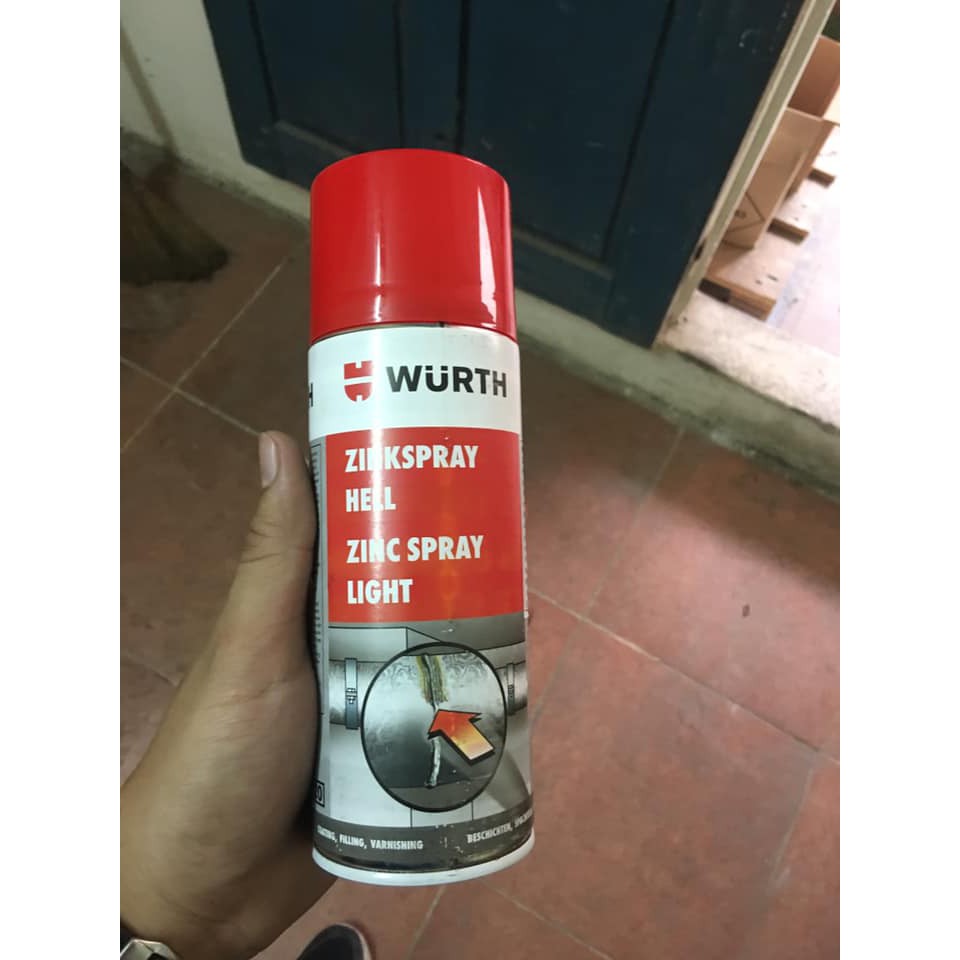 WÜRTH
ZINKSPRAY
HELL
ZINC SPRAY
LIGHT
COATING, FILLING, VARNISHING
BESCHICHTEN,